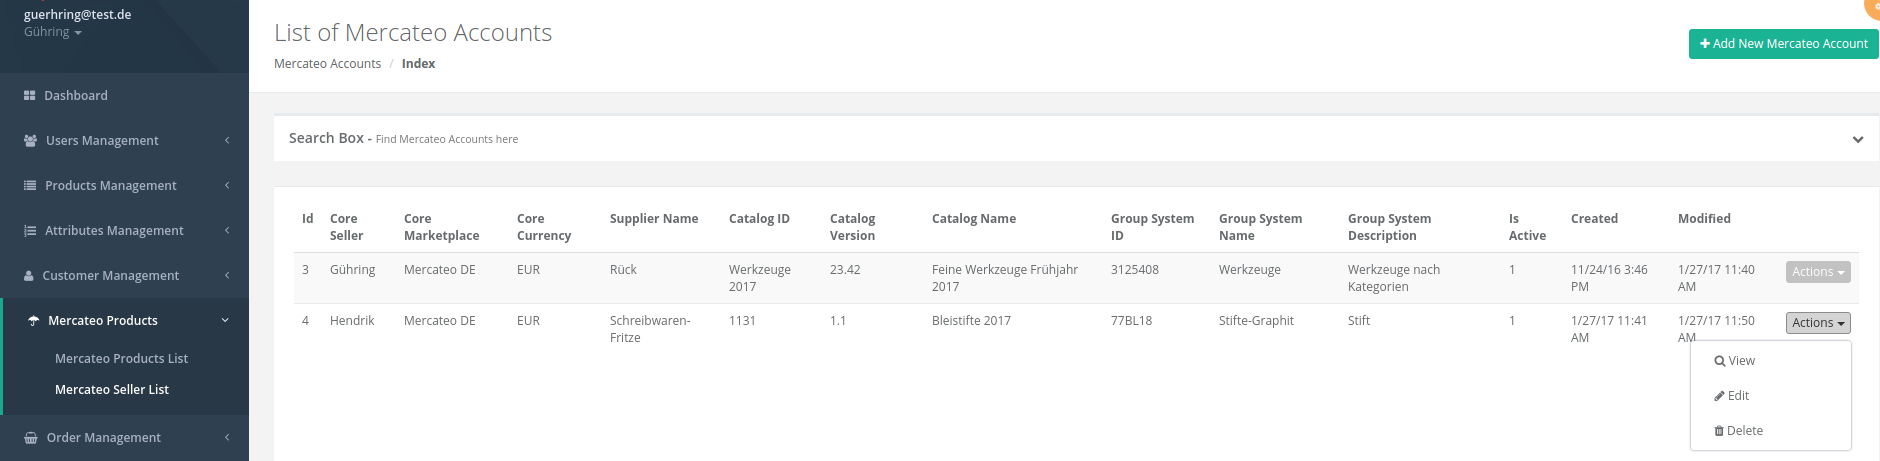 guerhring@test.de
Gühring
Dashboard
Users Management
Products Management
Attributes Management
Customer Management
Mercateo Products
Mercateo Products List
Mercateo Seller List
Order Management
List of Mercateo Accounts
Mercateo Accounts / Index
Add New Mercateo Account
Search Box - Find Mercateo Accounts here
Id Core Seller Core Marketplace Core Currency Supplier Name Catalog ID Catalog Version Catalog Name Group System ID Group System Name Group System Description Is Active Created Modified
3 Gühring Mercateo DE EUR Rück Werkzeuge 2017 23.42 Feine Werkzeuge Frühjahr 2017 3125408 Werkzeuge Werkzeuge nach Kategorien 1 11/24/16 3:46 PM 1/27/17 11:40 AM Actions
4 Hendrik Mercateo DE EUR Schreibwaren-Fritze 1131 1.1 Bleistifte 2017 77BL18 Stifte-Graphit Stift 1 1/27/17 11:41 AM 1/27/17 11:50 AM Actions
View
Edit
Delete